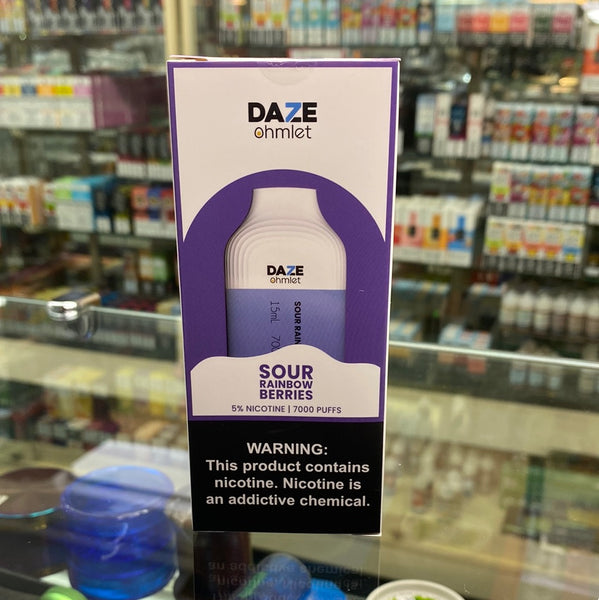 DAZE
ohmlet
DAZE
ohmlet
SOUR RAIN
15mL 700
SOUR
RAINBOW
BERRIES
5% NICOTINE | 7000 PUFFS
WARNING:
This product contains
nicotine. Nicotine is
an addictive chemical.